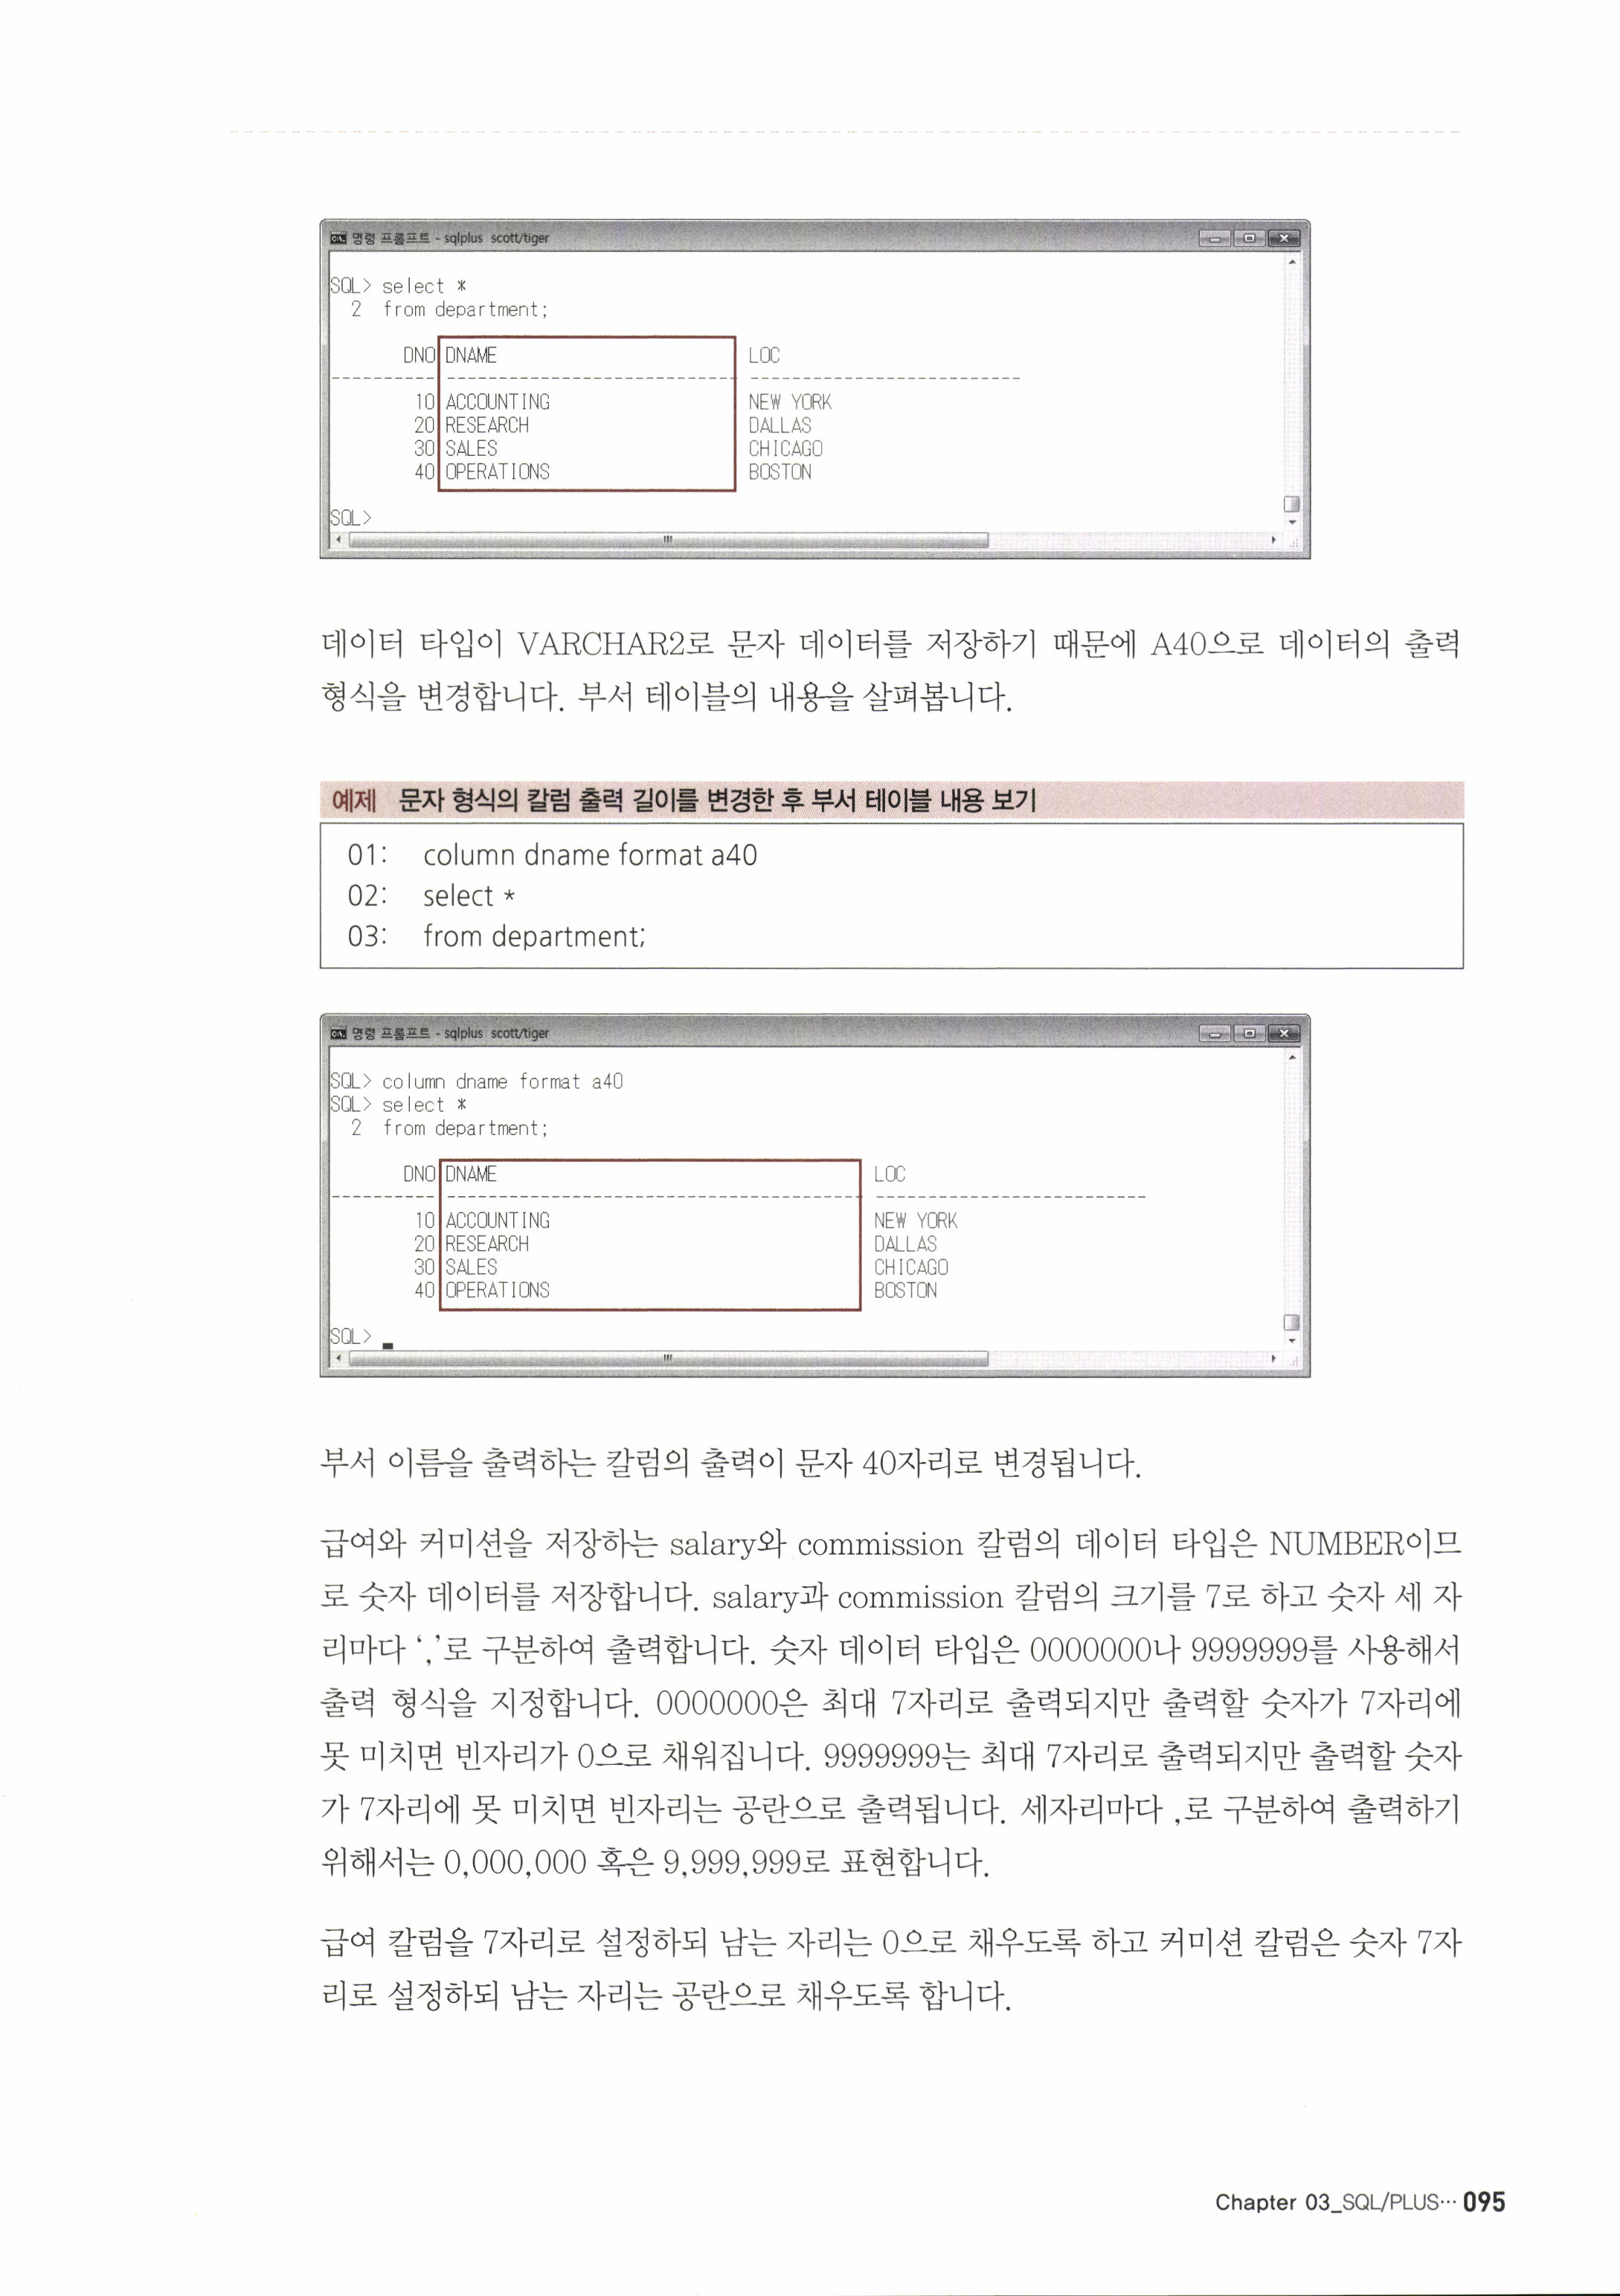 명령 프롬프트 - sqlplus scott/tiger
SQL> select *
2 from department;
DNO DNAME LOC
---------- ---------------------------- --------------------------
10 ACCOUNTING NEW YORK
20 RESEARCH DALLAS
30 SALES CHICAGO
40 OPERATIONS BOSTON
SQL>
데이터 타입이 VARCHAR2로 문자 데이터를 저장하기 때문에 A40으로 데이터의 출력
형식을 변경합니다. 부서 테이블의 내용을 살펴봅니다.
예제 문자 형식의 칼럼 출력 길이를 변경한 후 부서 테이블 내용 보기
01: column dname format a40
02: select *
03: from department;
명령 프롬프트 - sqlplus scott/tiger
SQL> column dname format a40
SQL> select *
2 from department;
DNO DNAME LOC
---------- ---------------------------------------- --------------------------
10 ACCOUNTING NEW YORK
20 RESEARCH DALLAS
30 SALES CHICAGO
40 OPERATIONS BOSTON
SQL>
부서 이름을 출력하는 칼럼의 출력이 문자 40자리로 변경됩니다.
급여와 커미션을 저장하는 salary와 commission 칼럼의 데이터 타입은 NUMBER이므
로 숫자 데이터를 저장합니다. salary과 commission 칼럼의 크기를 7로 하고 숫자 세 자
리마다 ‘,’로 구분하여 출력합니다. 숫자 데이터 타입은 0000000나 9999999를 사용해서
출력 형식을 지정합니다. 0000000은 최대 7자리로 출력되지만 출력할 숫자가 7자리에
못 미치면 빈자리가 0으로 채워집니다. 9999999는 최대 7자리로 출력되지만 출력할 숫자
가 7자리에 못 미치면 빈자리는 공란으로 출력됩니다. 세자리마다 ,로 구분하여 출력하기
위해서는 0,000,000 혹은 9,999,999로 표현합니다.
급여 칼럼을 7자리로 설정하되 남는 자리는 0으로 채우도록 하고 커미션 칼럼은 숫자 7자
리로 설정하되 남는 자리는 공란으로 채우도록 합니다.
Chapter 03_SQL/PLUS… 095